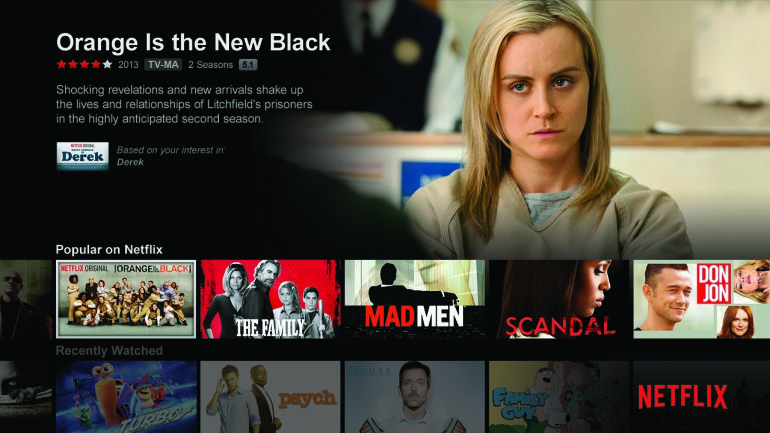 Orange Is the New Black
2013 TV-MA 2 Seasons 5.1
Shocking revelations and new arrivals shake up
the lives and relationships of Litchfield's prisoners
in the highly anticipated second season.
NETFLIX ORIGINAL
Derek
Based on your interest in:
Derek
Popular on Netflix
NETFLIX ORIGINAL ORANGE IS THE NEW BLACK
THE FAMILY
MAD MEN
SCANDAL
DON
JON
Recently Watched
TURBO
psych
HOUSE
FAMILY
GUY
NETFLIX